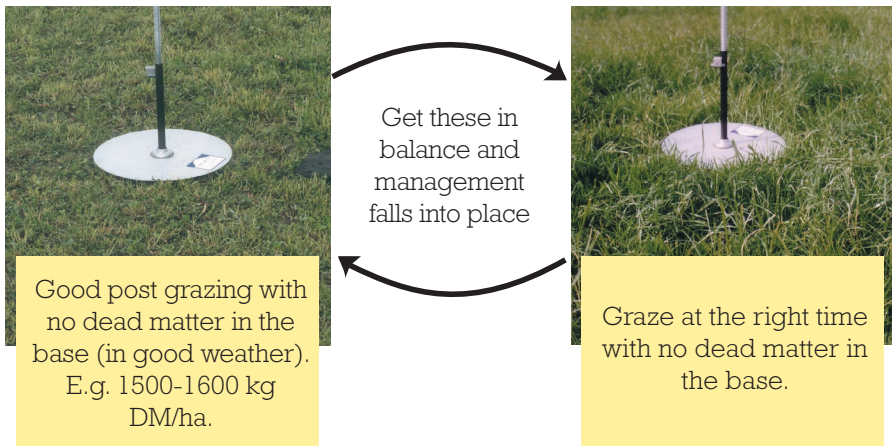 Get these in
balance and
management
falls into place
Good post grazing with
no dead matter in the
base (in good weather).
E.g. 1500-1600 kg
DM/ha.
Graze at the right time
with no dead matter in
the base.